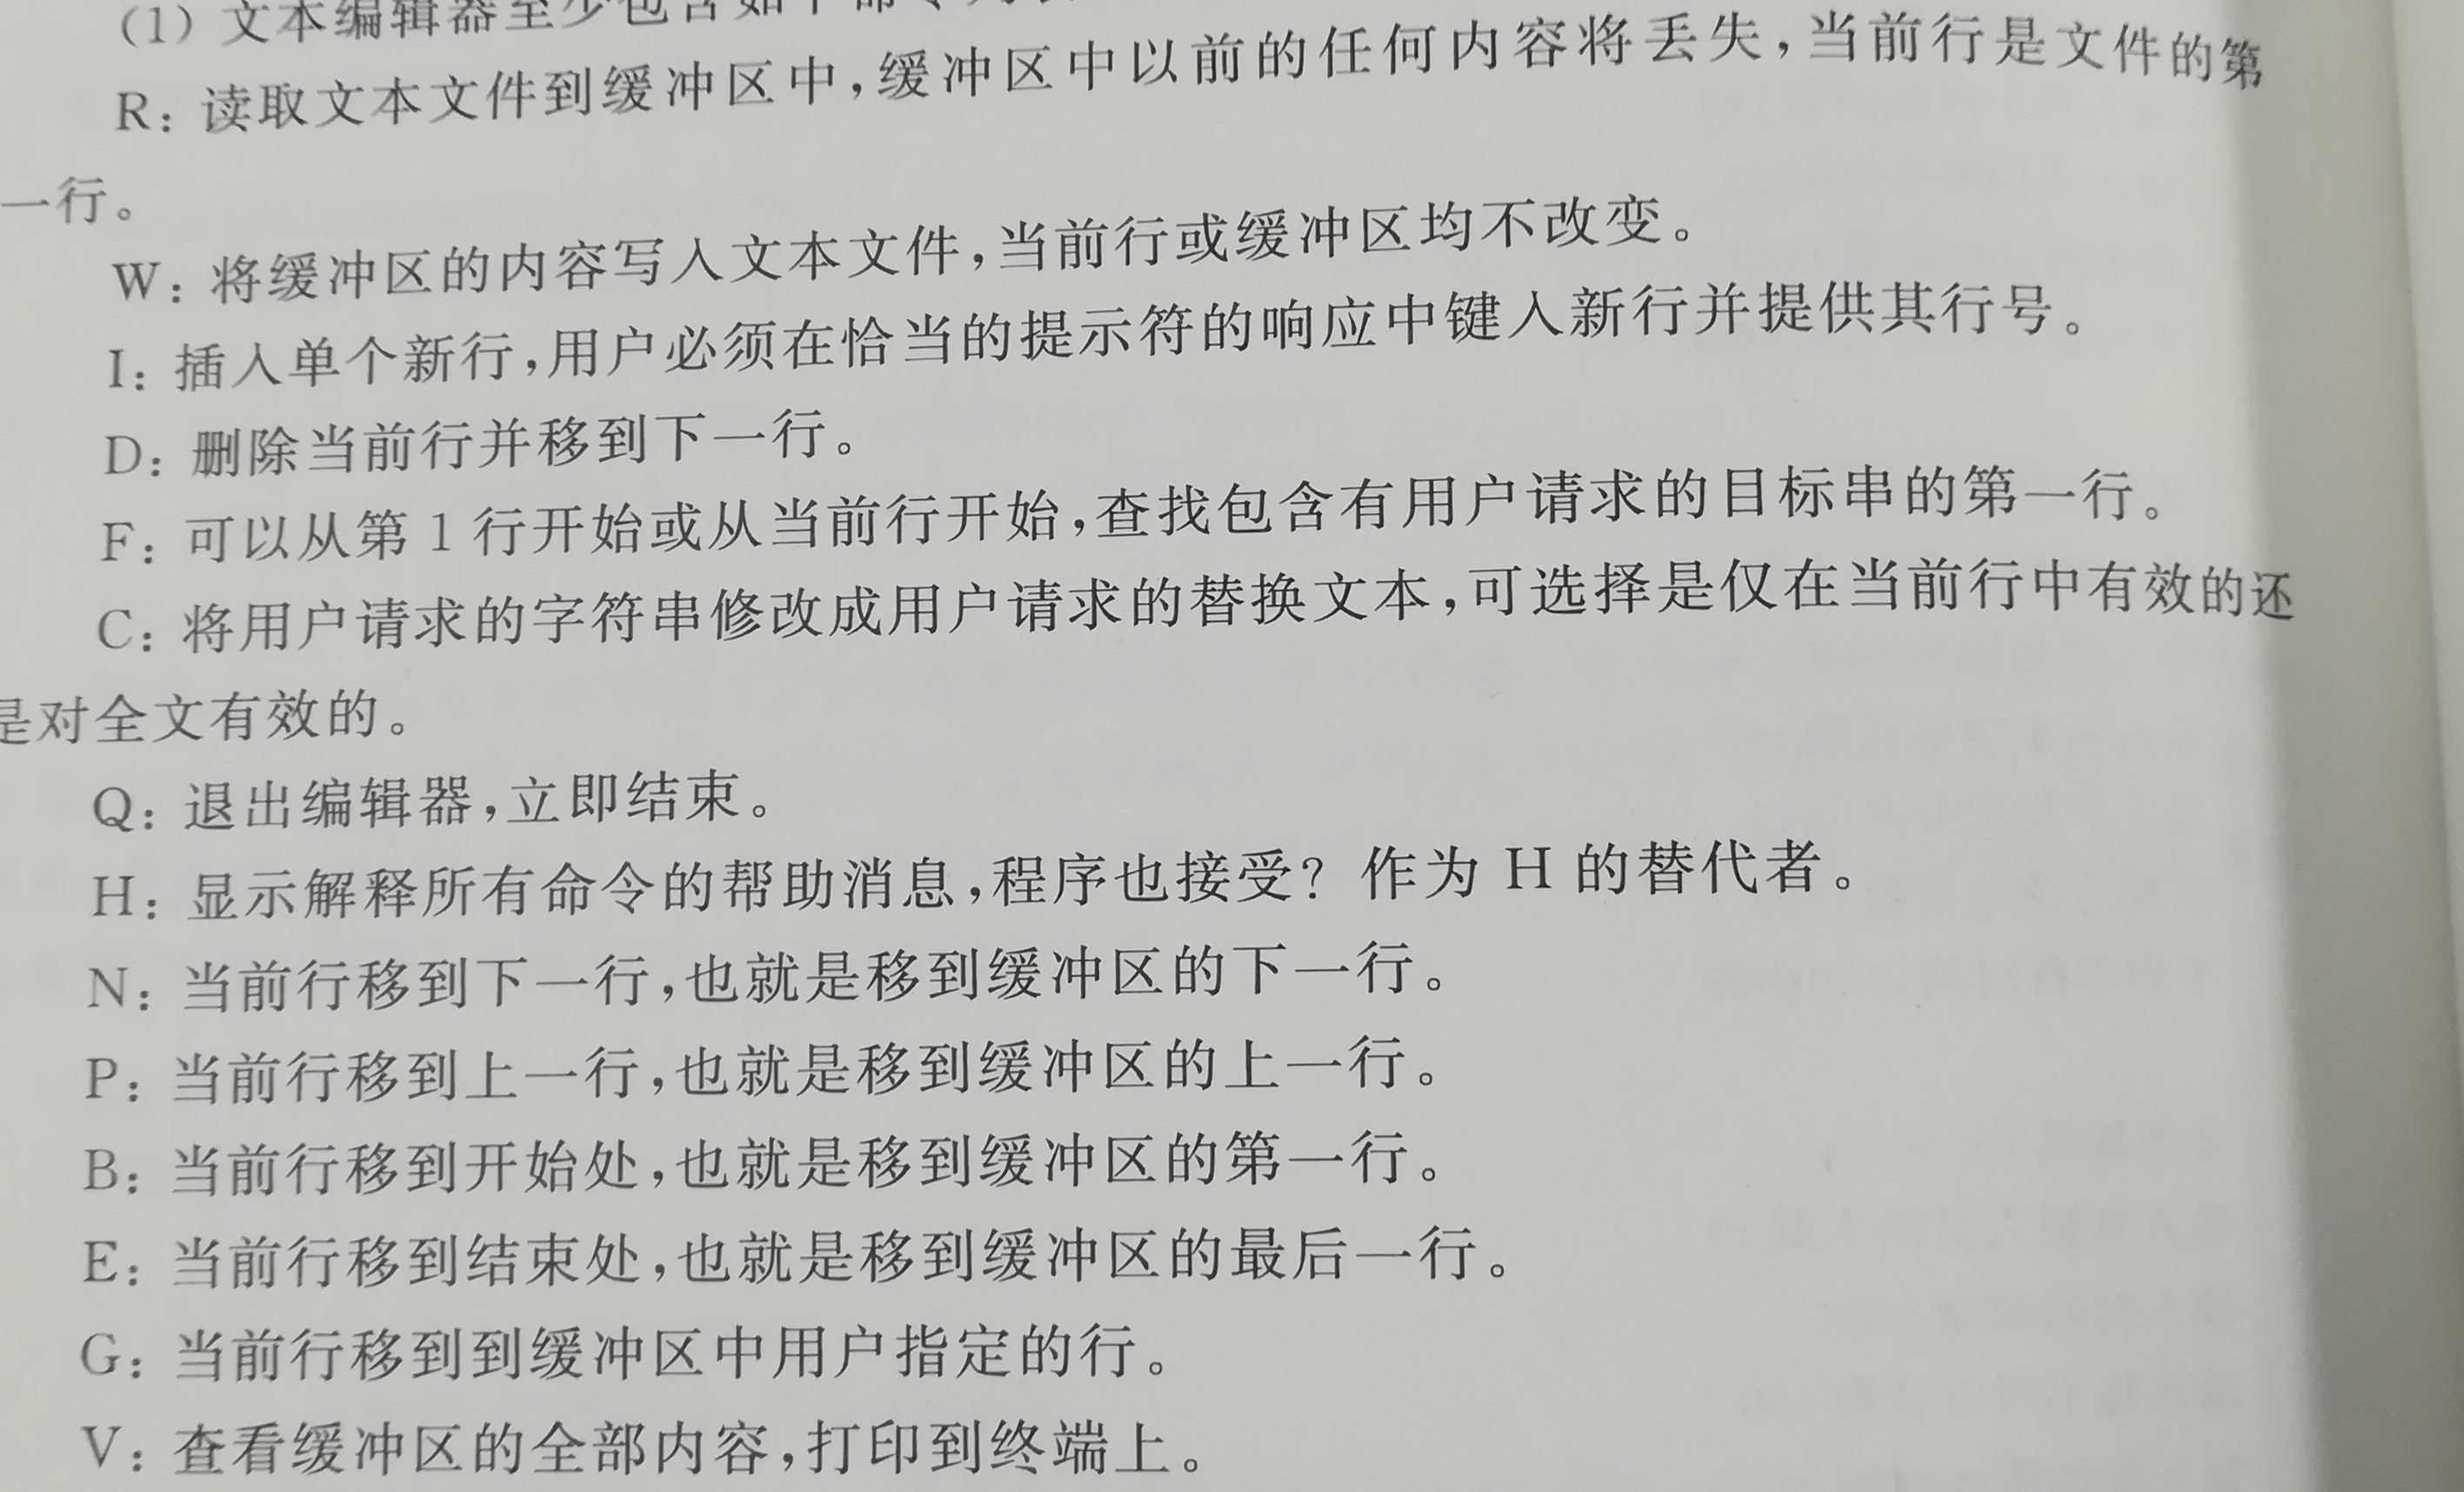 (1) 文本编辑器至少包含如下命令
R: 读取文本文件到缓冲区中,缓冲区中以前的任何内容将丢失,当前行是文件的第
一行。
W: 将缓冲区的内容写入文本文件,当前行或缓冲区均不改变。
I: 插入单个新行,用户必须在恰当的提示符的响应中键入新行并提供其行号。
D: 删除当前行并移到下一行。
F: 可以从第 1 行开始或从当前行开始,查找包含有用户请求的目标串的第一行。
C: 将用户请求的字符串修改成用户请求的替换文本,可选择是仅在当前行中有效的还
是对全文有效的。
Q: 退出编辑器,立即结束。
H: 显示解释所有命令的帮助消息,程序也接受? 作为 H 的替代者。
N: 当前行移到下一行,也就是移到缓冲区的下一行。
P: 当前行移到上一行,也就是移到缓冲区的上一行。
B: 当前行移到开始处,也就是移到缓冲区的第一行。
E: 当前行移到结束处,也就是移到缓冲区的最后一行。
G: 当前行移到到缓冲区中用户指定的行。
V: 查看缓冲区的全部内容,打印到终端上。